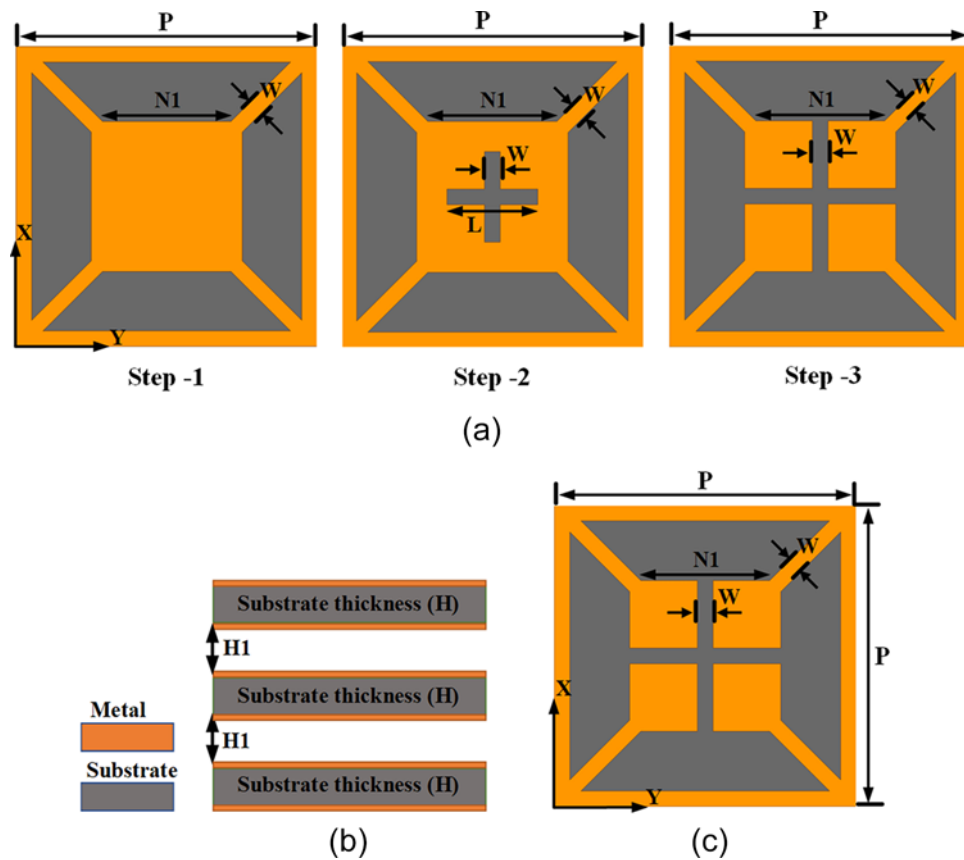 P P P
N1 W N1 W N1 W
W W
L
X
Y
Step -1 Step -2 Step -3
(a)
P
N1 W
W
P
X
Y
Substrate thickness (H)
H1
Substrate thickness (H)
H1
Substrate thickness (H)
Metal
Substrate
(b) (c)